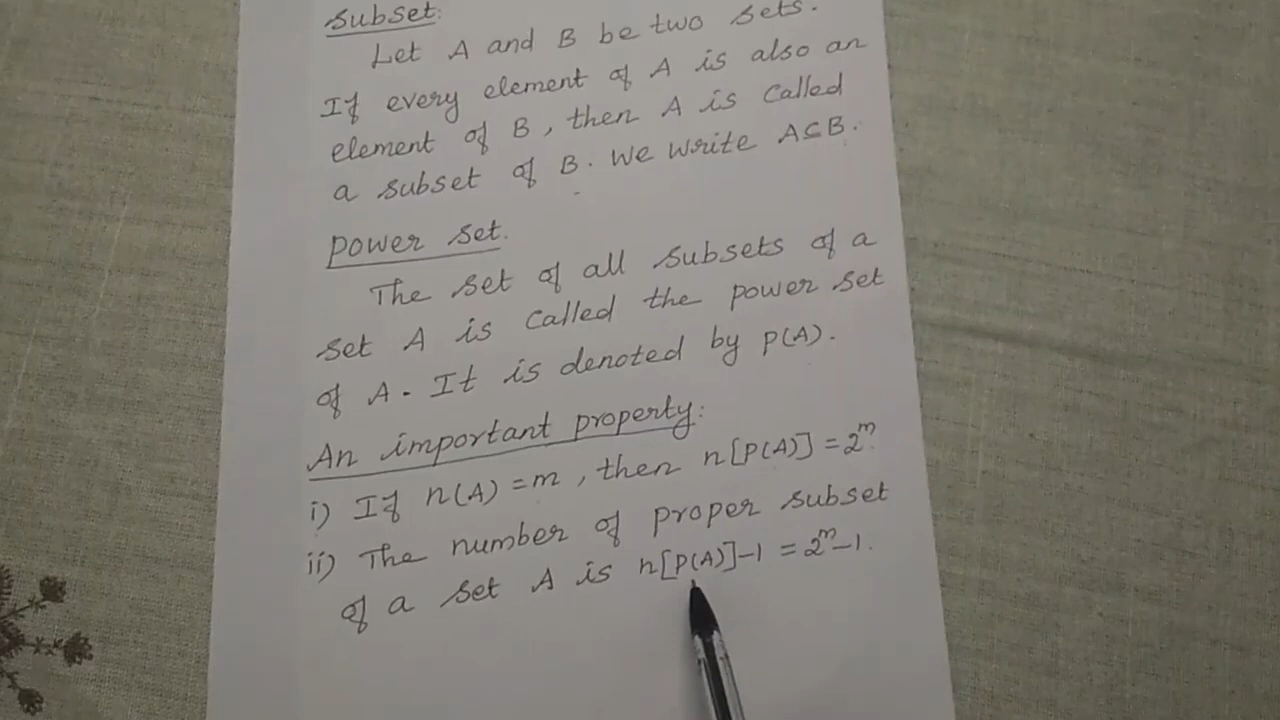 Subset:
Let A and B be two sets.
If every element of A is also an
element of B, then A is called
a subset of B. We write A⊆B.
Power set.
The set of all subsets of a
set A is called the power set
of A. It is denoted by P(A).
An important property:
i) If n(A) = m, then n[P(A)] = 2^m.
ii) The number of proper subset
of a set A is n[P(A)]-1 = 2^m-1.